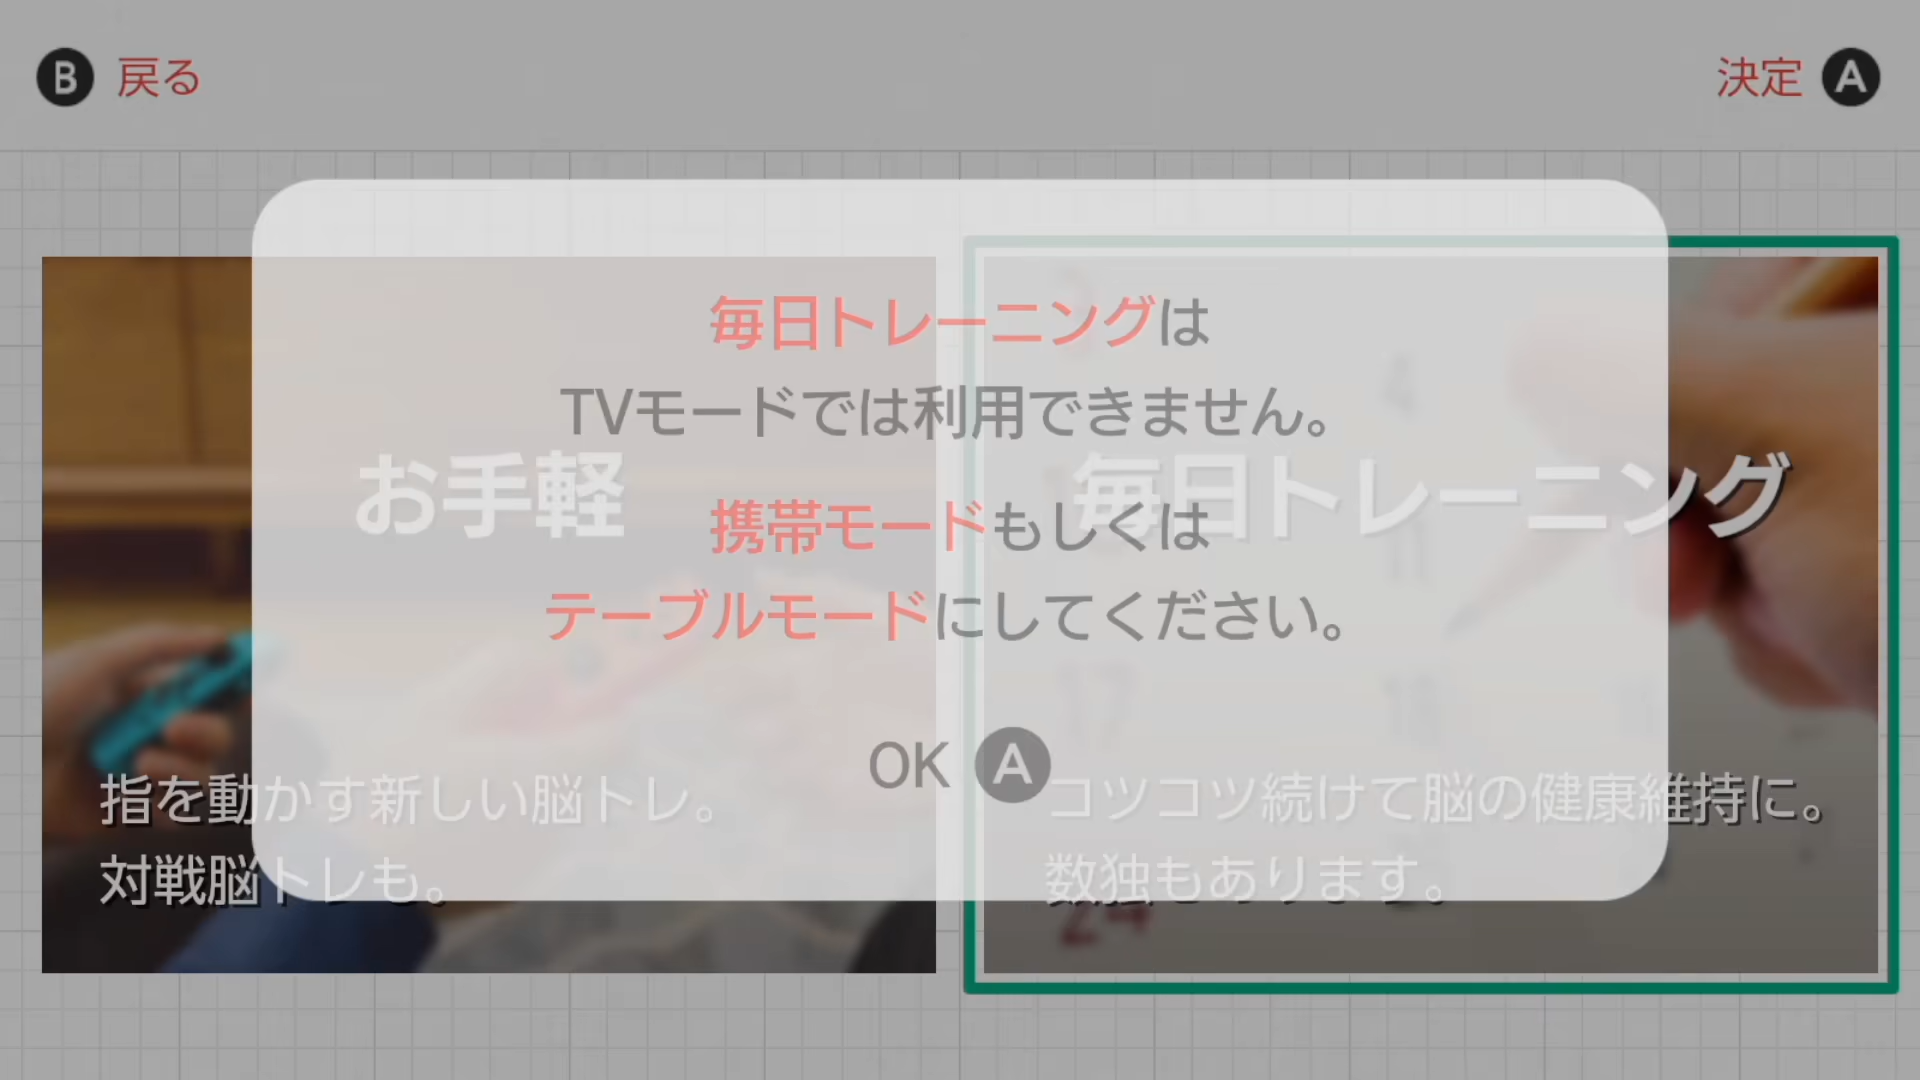 B 戻る
決定 A
毎日トレーニングは
TVモードでは利用できません。
携帯モードもしくは
テーブルモードにしてください。
OK A
お手軽
指を動かす新しい脳トレ。
対戦脳トレも。
毎日トレーニング
コツコツ続けて脳の健康維持に。
数独もあります。
4
11
17
18
24